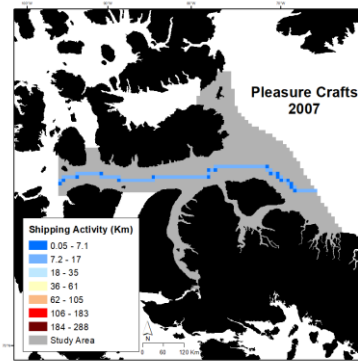 Pleasure Crafts
2007
Shipping Activity (Km)
0.05 - 7.1
7.2 - 17
18 - 35
36 - 61
62 - 105
106 - 183
184 - 288
Study Area
N
0 60 120 Km